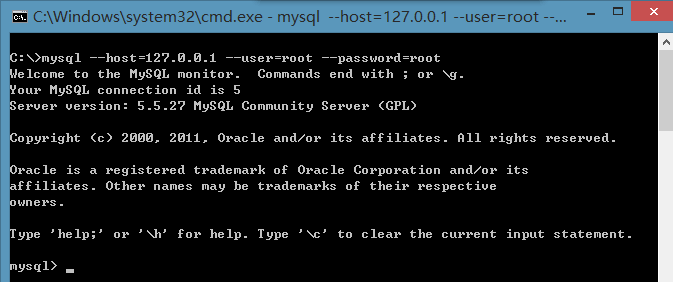 C:\Windows\system32\cmd.exe - mysql  --host=127.0.0.1 --user=root --...
C:\>mysql --host=127.0.0.1 --user=root --password=root
Welcome to the MySQL monitor.  Commands end with ; or \g.
Your MySQL connection id is 5
Server version: 5.5.27 MySQL Community Server (GPL)
Copyright (c) 2000, 2011, Oracle and/or its affiliates. All rights reserved.
Oracle is a registered trademark of Oracle Corporation and/or its
affiliates. Other names may be trademarks of their respective
owners.
Type 'help;' or '\h' for help. Type '\c' to clear the current input statement.
mysql> _